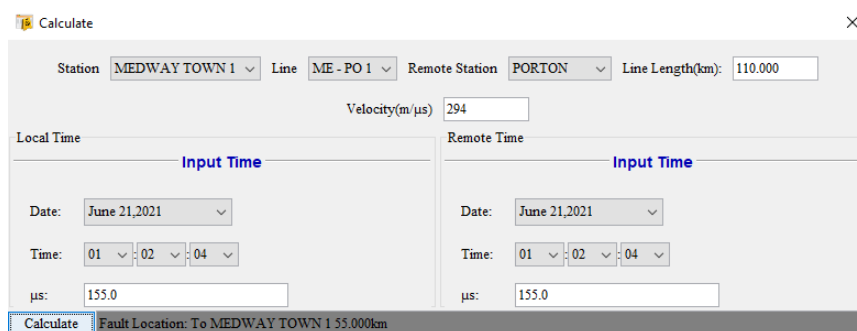 Calculate
Station MEDWAY TOWN 1 Line ME - PO 1 Remote Station PORTON Line Length(km): 110.000
Velocity(m/µs) 294
Local Time
Input Time
Date: June 21,2021
Time: 01 : 02 : 04
µs: 155.0
Remote Time
Input Time
Date: June 21,2021
Time: 01 : 02 : 04
µs: 155.0
Calculate Fault Location: To MEDWAY TOWN 1 55.000km